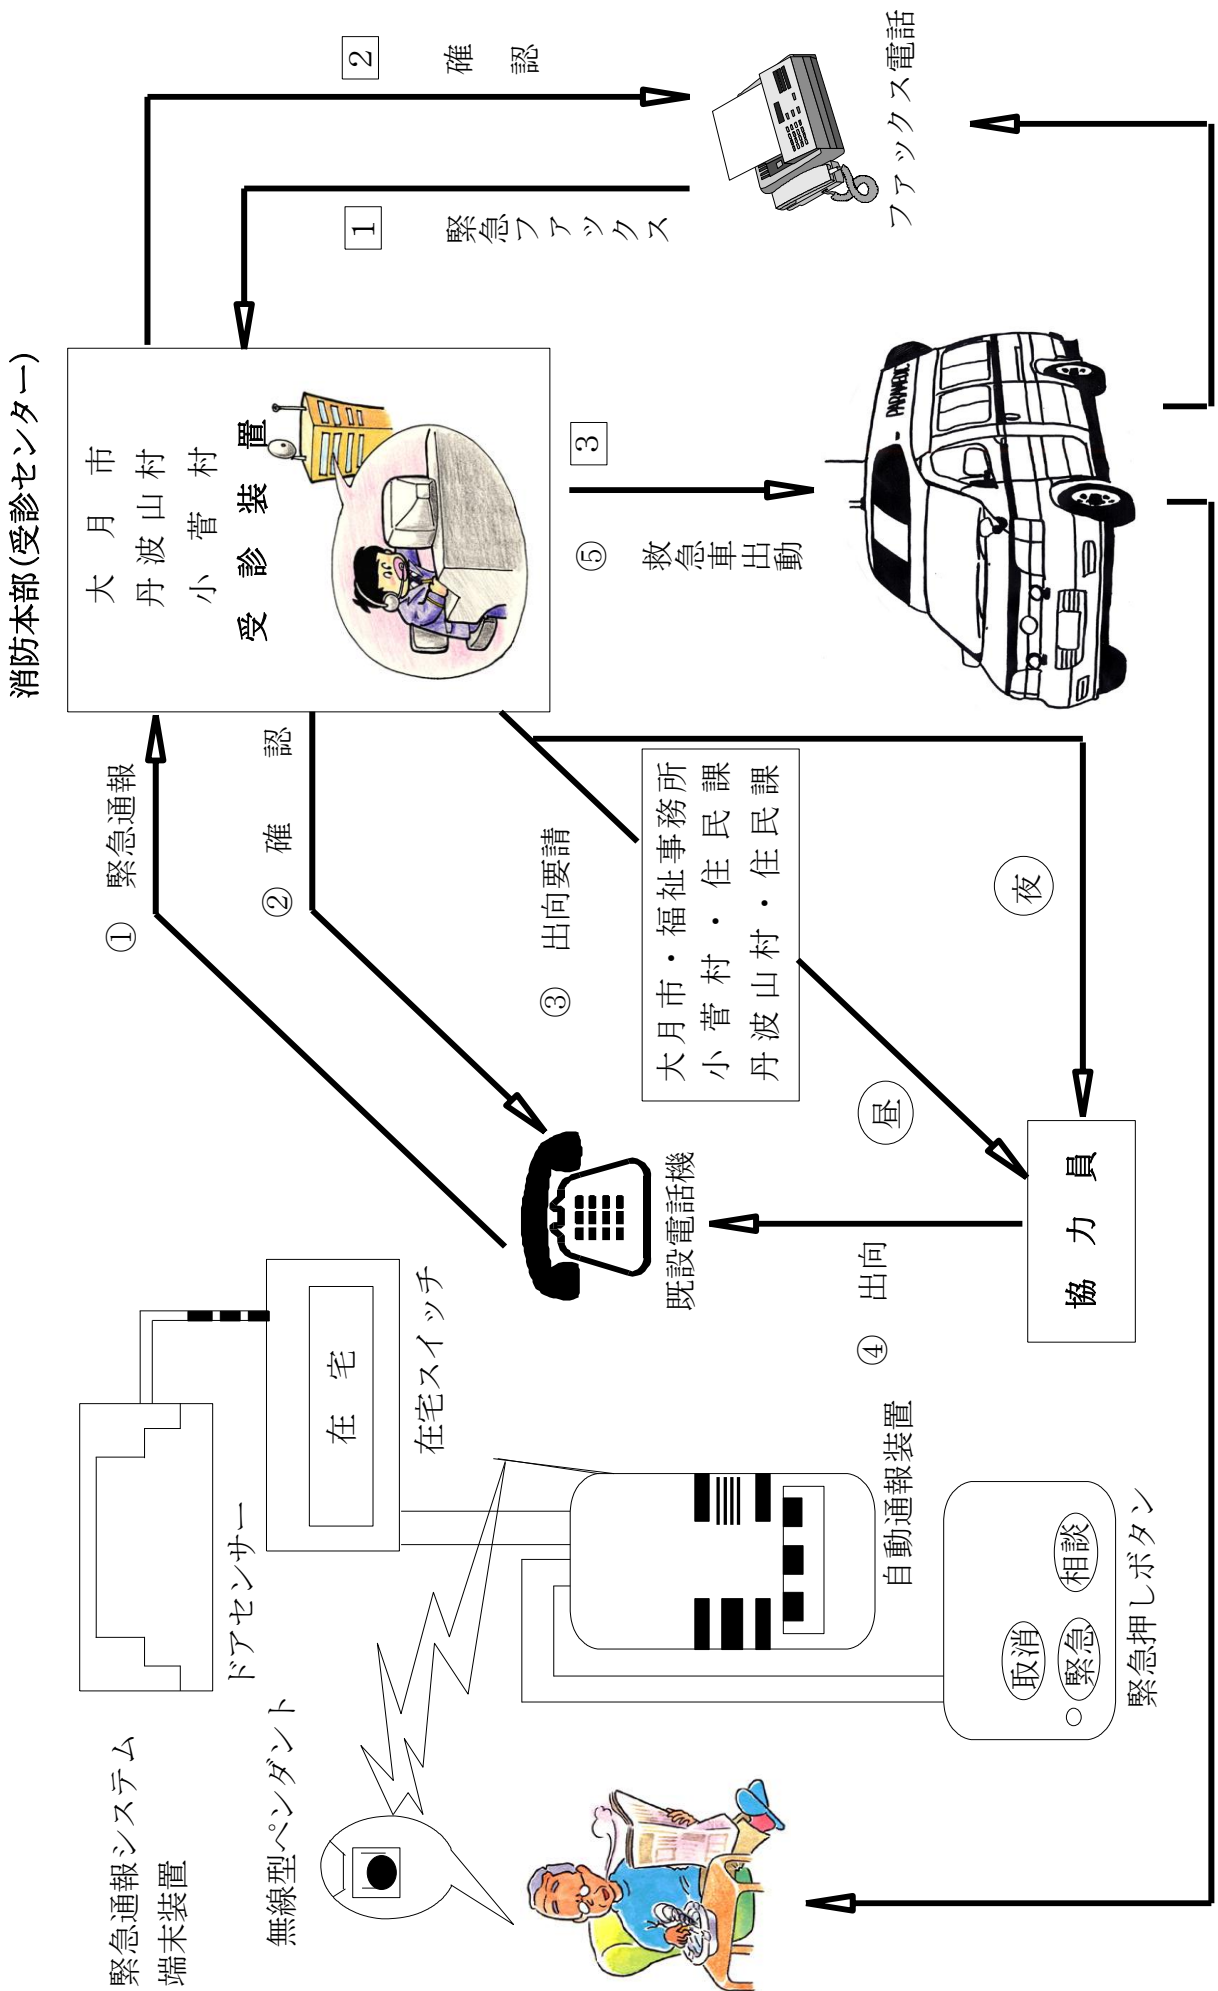 消防本部(受診センター)
緊急通報システム
端末装置
ドアセンサー
無線型ペンダント
在宅
在宅スイッチ
自動通報装置
取消
緊急
相談
緊急押しボタン
① 緊急通報
② 確認
既設電話機
③ 出向要請
大月市・福祉事務所
小菅村・住民課
丹波山村・住民課
昼
夜
④ 出向
協力員
大月市
丹波山村
小菅村
受診装置
⑤ 3
救急車出動
PARAMEDIC
1 緊急ファックス
2 確認
ファックス電話